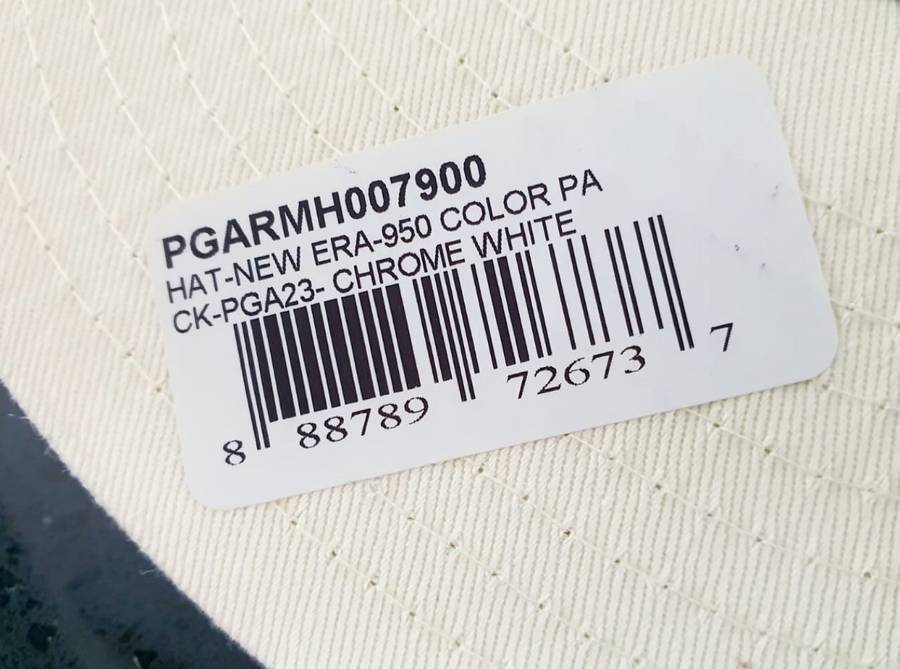 PGARMH007900
HAT-NEW ERA-950 COLOR PA
CK-PGA23- CHROME WHITE
8 88789 72673 7